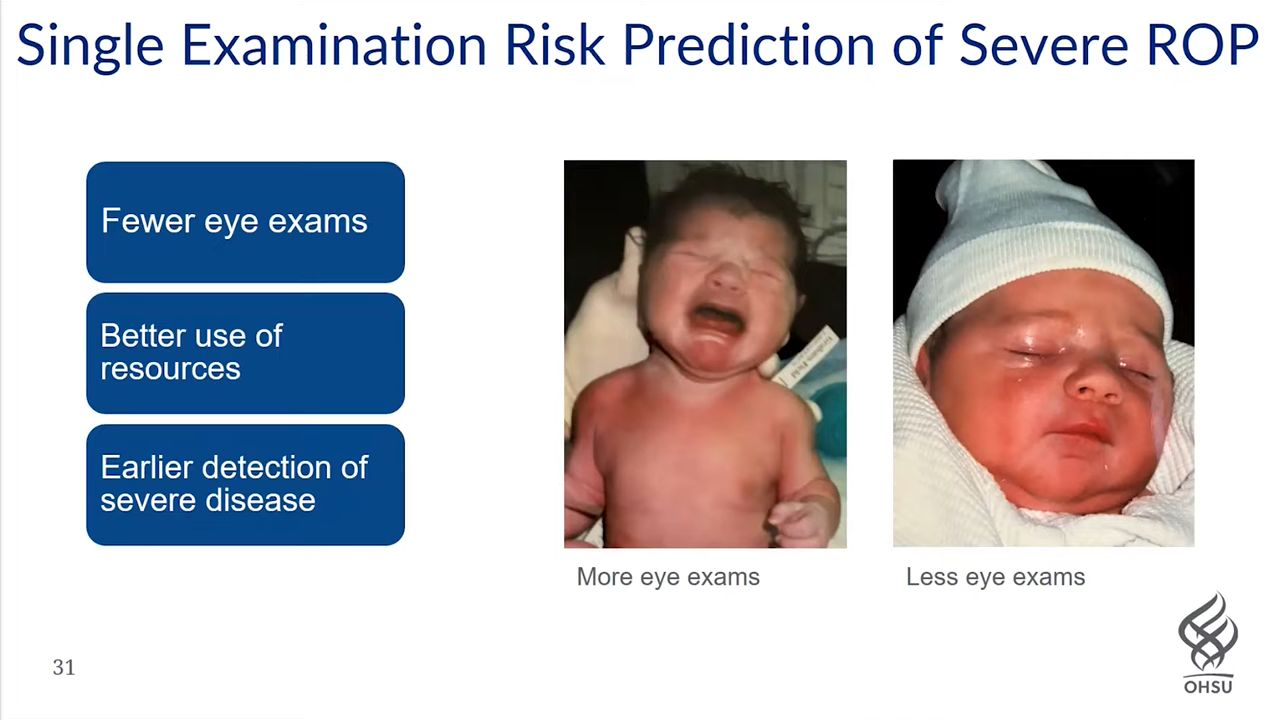 Single Examination Risk Prediction of Severe ROP
Fewer eye exams
Better use of
resources
Earlier detection of
severe disease
More eye exams
Less eye exams
31
OHSU